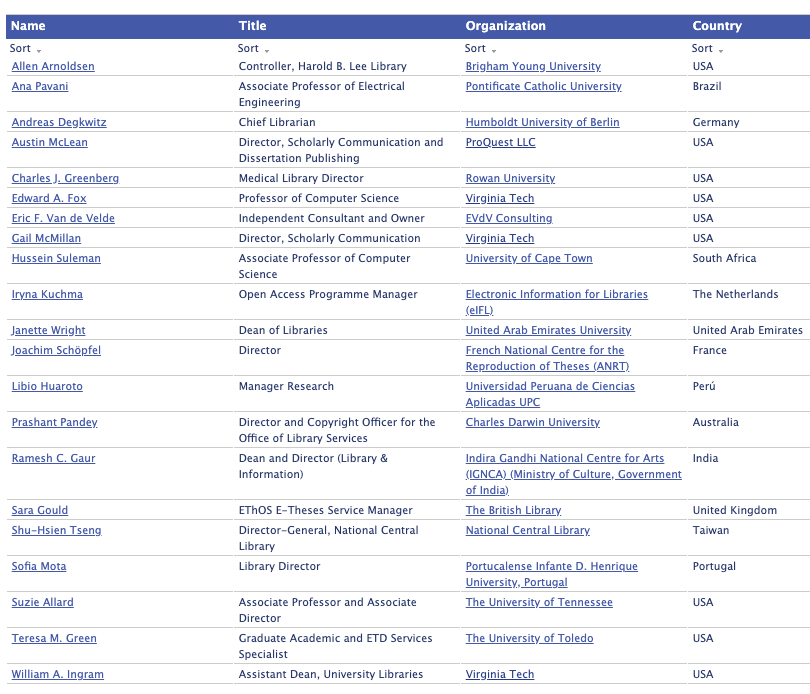 Name Title Organization Country
Sort Sort Sort Sort
Allen Arnoldsen Controller, Harold B. Lee Library Brigham Young University USA
Ana Pavani Associate Professor of Electrical Pontificate Catholic University Brazil
Engineering
Andreas Degkwitz Chief Librarian Humboldt University of Berlin Germany
Austin McLean Director, Scholarly Communication and ProQuest LLC USA
Dissertation Publishing
Charles J. Greenberg Medical Library Director Rowan University USA
Edward A. Fox Professor of Computer Science Virginia Tech USA
Eric F. Van de Velde Independent Consultant and Owner EVdV Consulting USA
Gail McMillan Director, Scholarly Communication Virginia Tech USA
Hussein Suleman Associate Professor of Computer University of Cape Town South Africa
Science
Iryna Kuchma Open Access Programme Manager Electronic Information for Libraries The Netherlands
(eIFL)
Janette Wright Dean of Libraries United Arab Emirates University United Arab Emirates
Joachim Schöpfel Director French National Centre for the France
Reproduction of Theses (ANRT)
Libio Huaroto Manager Research Universidad Peruana de Ciencias Perú
Aplicadas UPC
Prashant Pandey Director and Copyright Officer for the Charles Darwin University Australia
Office of Library Services
Ramesh C. Gaur Dean and Director (Library & Indira Gandhi National Centre for Arts India
Information) (IGNCA) (Ministry of Culture, Government
of India)
Sara Gould EThOS E-Theses Service Manager The British Library United Kingdom
Shu-Hsien Tseng Director-General, National Central National Central Library Taiwan
Library
Sofia Mota Library Director Portucalense Infante D. Henrique Portugal
University, Portugal
Suzie Allard Associate Professor and Associate The University of Tennessee USA
Director
Teresa M. Green Graduate Academic and ETD Services The University of Toledo USA
Specialist
William A. Ingram Assistant Dean, University Libraries Virginia Tech USA